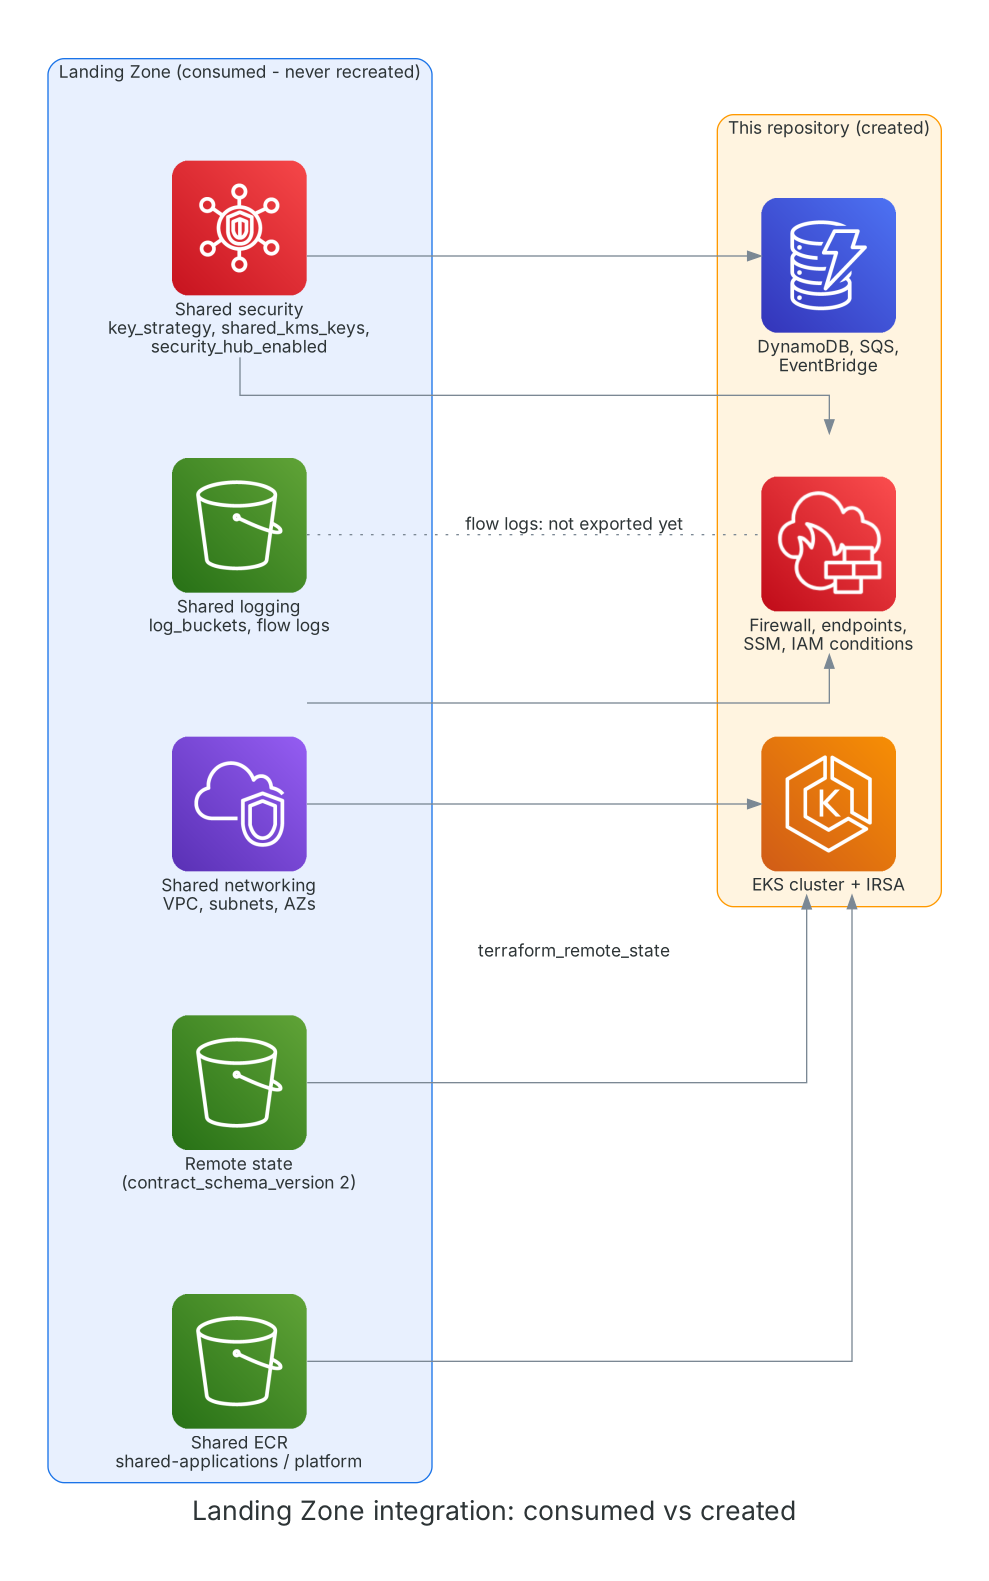 Landing Zone (consumed - never recreated)
This repository (created)
Shared security
key_strategy, shared_kms_keys,
security_hub_enabled
DynamoDB, SQS,
EventBridge
flow logs: not exported yet
Shared logging
log_buckets, flow logs
Firewall, endpoints,
SSM, IAM conditions
K
Shared networking
VPC, subnets, AZs
EKS cluster + IRSA
terraform_remote_state
Remote state
(contract_schema_version 2)
Shared ECR
shared-applications / platform
Landing Zone integration: consumed vs created